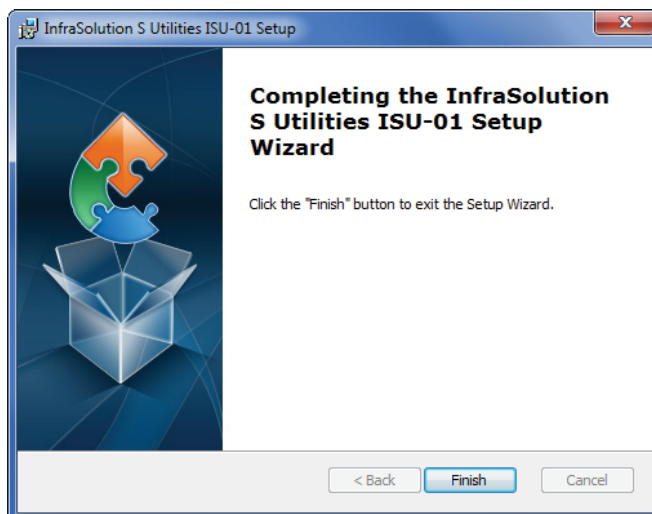 InfraSolution S Utilities ISU-01 Setup
Completing the InfraSolution
S Utilities ISU-01 Setup
Wizard
Click the "Finish" button to exit the Setup Wizard.
< Back
Finish
Cancel